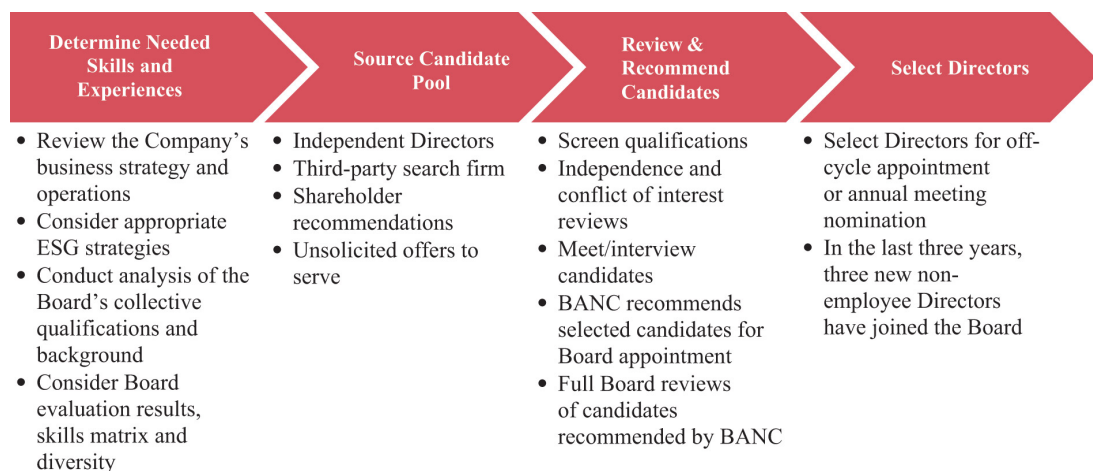 Determine Needed
Skills and
Experiences
• Review the Company’s
business strategy and
operations
• Consider appropriate
ESG strategies
• Conduct analysis of the
Board’s collective
qualifications and
background
• Consider Board
evaluation results,
skills matrix and
diversity
Source Candidate
Pool
• Independent Directors
• Third-party search firm
• Shareholder
recommendations
• Unsolicited offers to
serve
Review &
Recommend
Candidates
• Screen qualifications
• Independence and
conflict of interest
reviews
• Meet/interview
candidates
• BANC recommends
selected candidates for
Board appointment
• Full Board reviews
of candidates
recommended by BANC
Select Directors
• Select Directors for off-
cycle appointment
or annual meeting
nomination
• In the last three years,
three new non-
employee Directors
have joined the Board